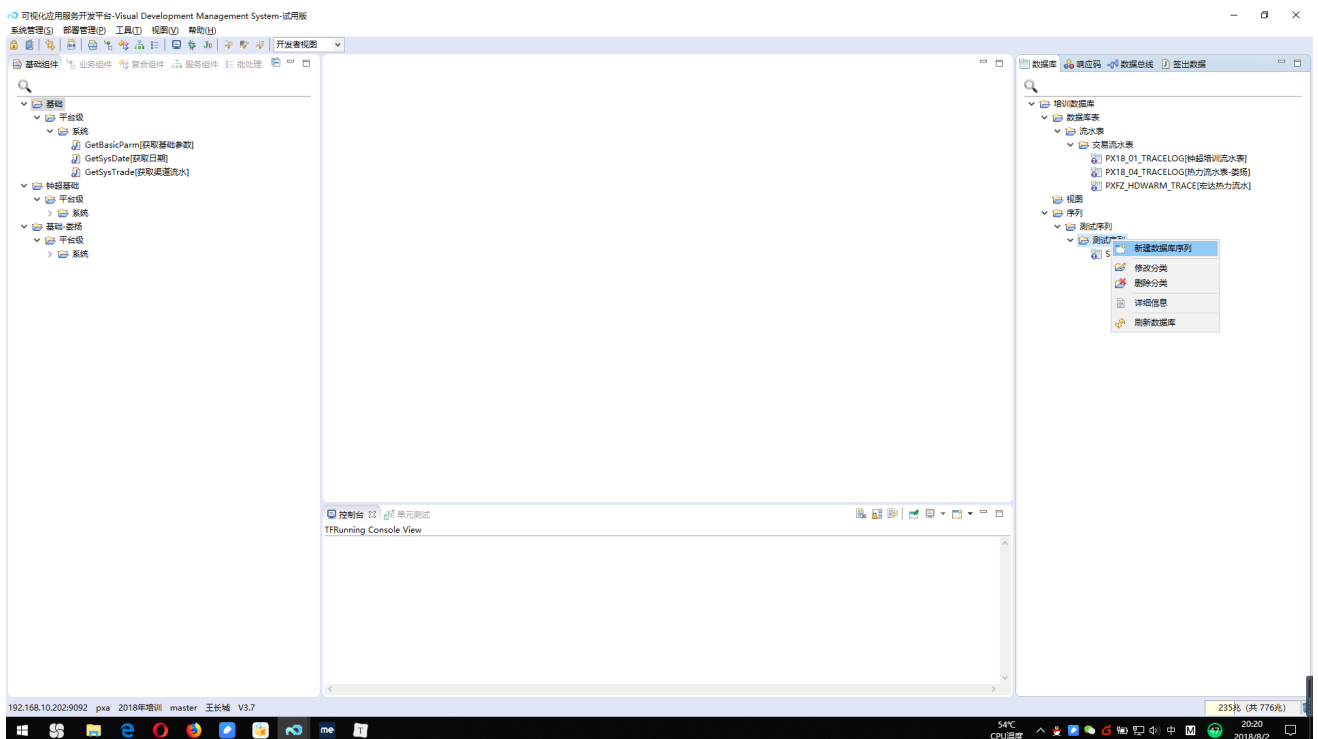 可视化应用服务开发平台-Visual Development Management System-试用版
系统管理(S) 部署管理(P) 工具(T) 视图(V) 帮助(H)
Ju 开发者视图
基础组件 业务组件 复合组件 服务组件 批处理
基础
平台级
系统
GetBasicParm[获取基础参数]
GetSysDate[获取日期]
GetSysTrade[获取渠道流水]
钟超基础
平台级
系统
基础-娄扬
平台级
系统
控制台 单元测试
TFRunning Console View
数据库 响应码 数据总线 签出数据
培训数据库
数据库表
流水表
交易流水表
PX18_01_TRACELOG[钟超培训流水表]
PX18_04_TRACELOG[热力流水表-娄扬]
PXFZ_HDWARM_TRACE[宏达热力流水]
视图
序列
测试序列
测试序列
S
新建数据库序列
修改分类
删除分类
详细信息
刷新数据库
192.168.10.202:9092 pxa 2018年培训 master 王长城 V3.7
235兆 (共 776兆)
me T
54℃
CPU温度
中 M 47
20:20
2018/8/2